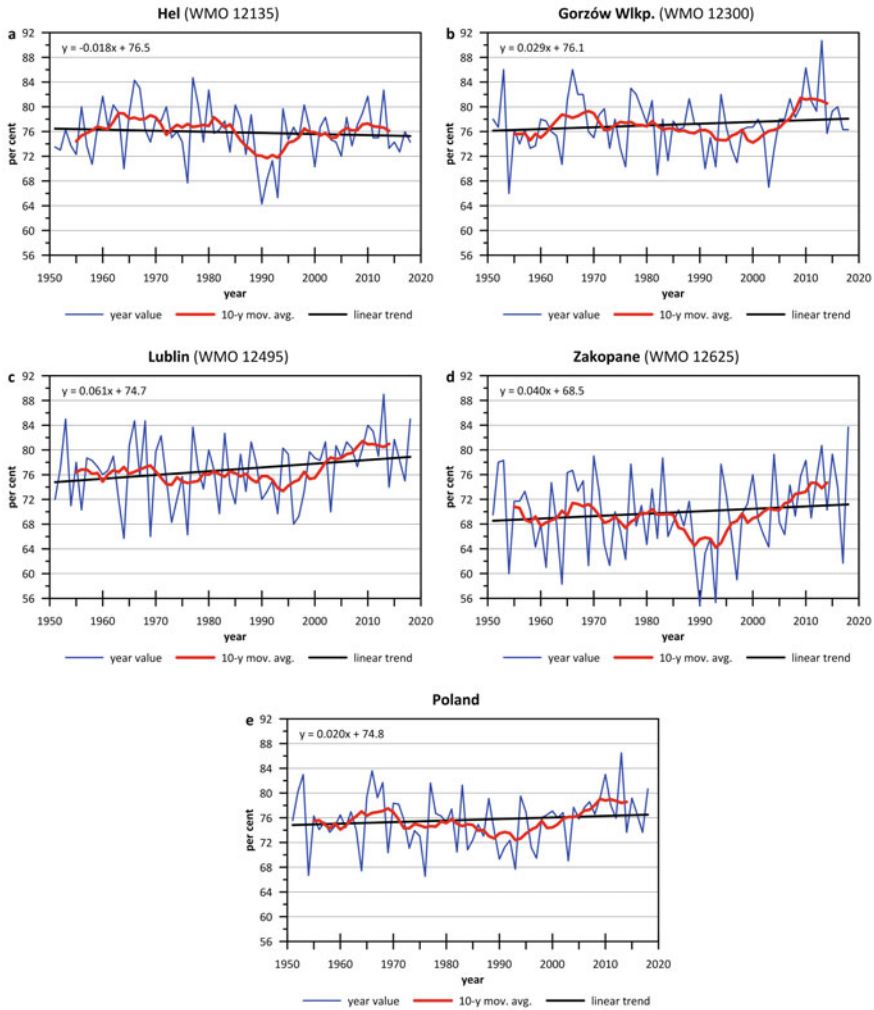 Hel (WMO 12135)
a
y = -0.018x + 76.5
92
88
84
80
76
72
68
64
60
56
per cent
1950 1960 1970 1980 1990 2000 2010 2020
year
year value 10-y mov. avg. linear trend
Gorzów Wlkp. (WMO 12300)
b
y = 0.029x + 76.1
92
88
84
80
76
72
68
64
60
56
per cent
1950 1960 1970 1980 1990 2000 2010 2020
year
year value 10-y mov. avg. linear trend
Lublin (WMO 12495)
c
y = 0.061x + 74.7
92
88
84
80
76
72
68
64
60
56
per cent
1950 1960 1970 1980 1990 2000 2010 2020
year
year value 10-y mov. avg. linear trend
Zakopane (WMO 12625)
d
y = 0.040x + 68.5
92
88
84
80
76
72
68
64
60
56
per cent
1950 1960 1970 1980 1990 2000 2010 2020
year
year value 10-y mov. avg. linear trend
Poland
e
y = 0.020x + 74.8
92
88
84
80
76
72
68
64
60
56
per cent
1950 1960 1970 1980 1990 2000 2010 2020
year
year value 10-y mov. avg. linear trend